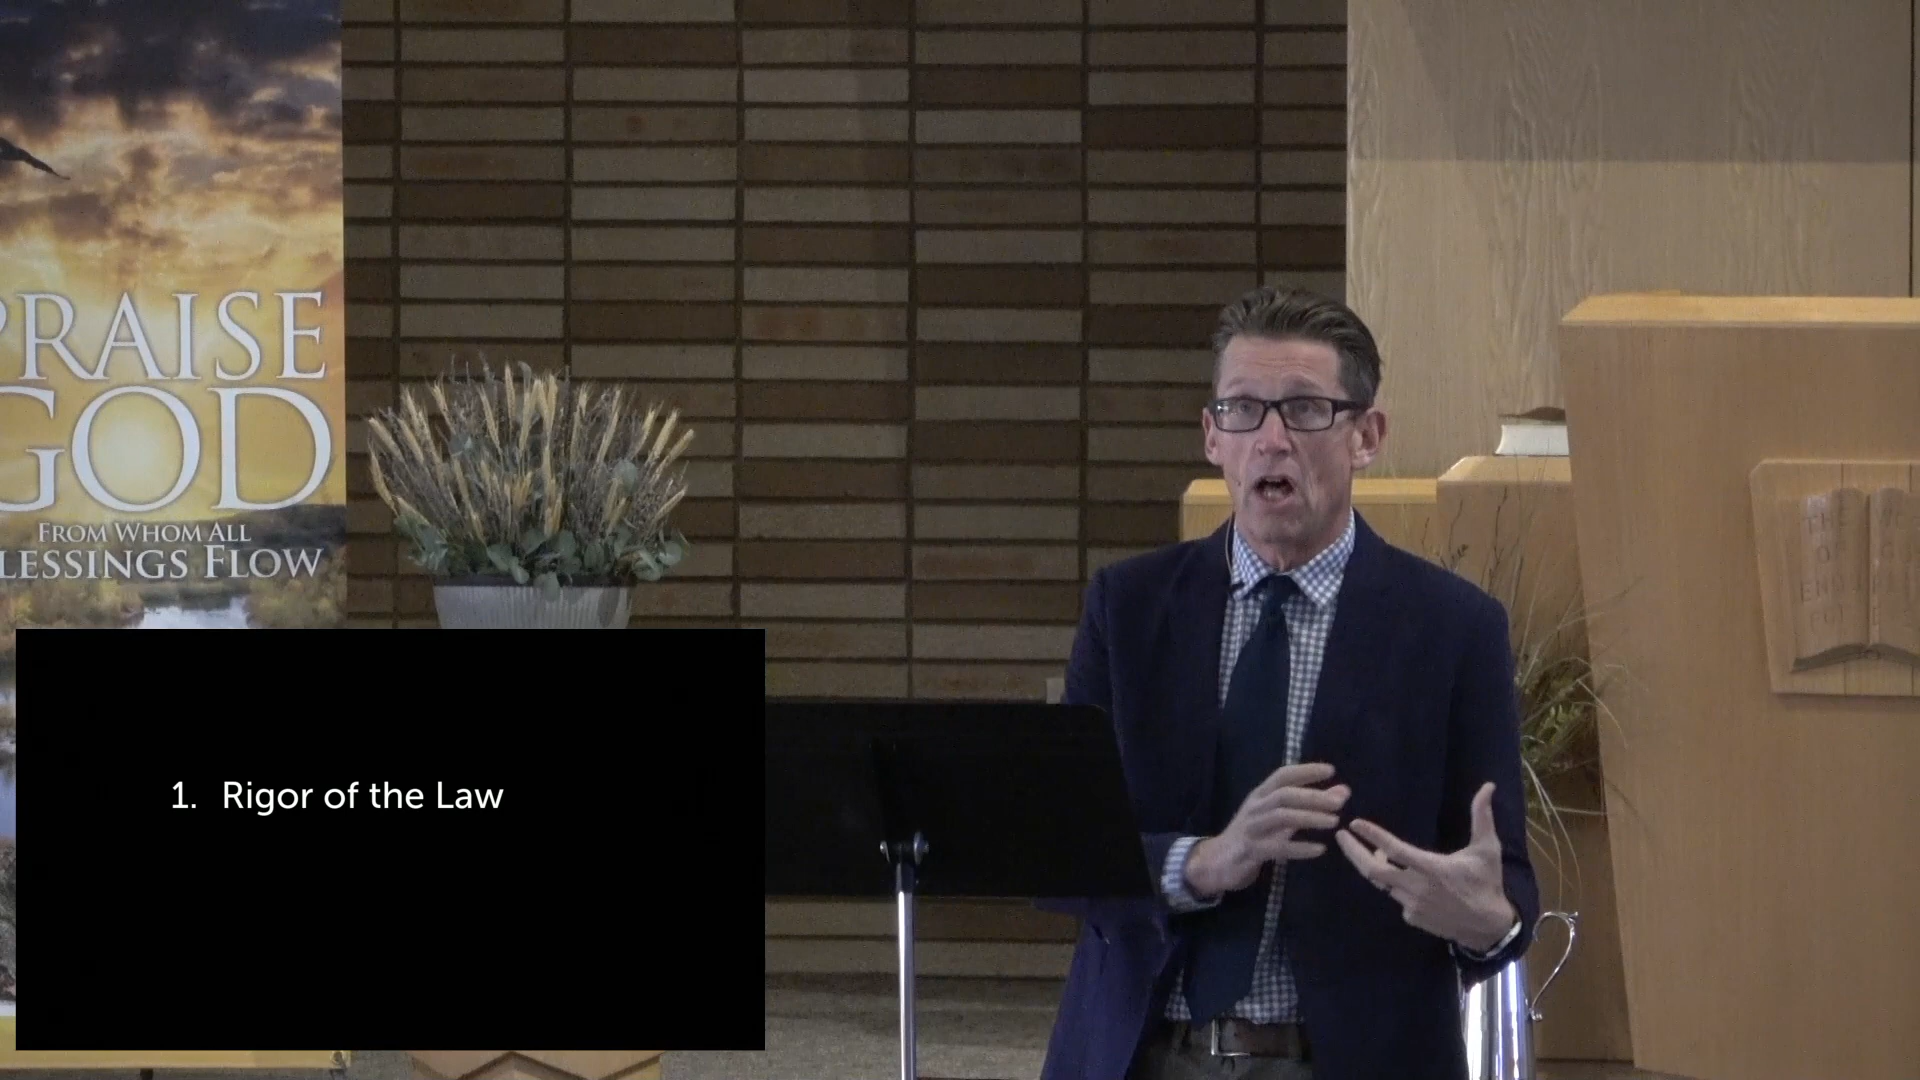 PRAISE
GOD
FROM WHOM ALL
LESSINGS FLOW
1. Rigor of the Law